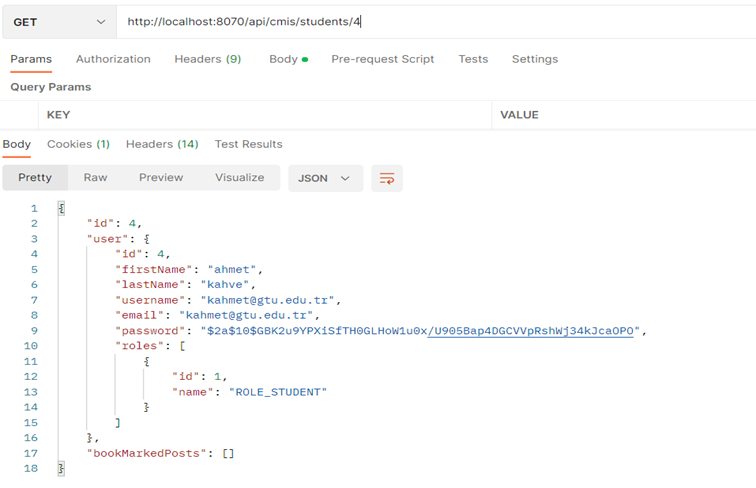 GET http://localhost:8070/api/cmis/students/4
Params Authorization Headers (9) Body Pre-request Script Tests Settings
Query Params
KEY VALUE
Body Cookies (1) Headers (14) Test Results
Pretty Raw Preview Visualize JSON
1 {
2 "id": 4,
3 "user": {
4 "id": 4,
5 "firstName": "ahmet",
6 "lastName": "kahve",
7 "username": "kahmet@gtu.edu.tr",
8 "email": "kahmet@gtu.edu.tr",
9 "password": "$2a$10$GBK2u9YPXiSfTH0GLHoW1u0x/U905Bap4DGCVVpRshWj34kJcaOPO",
10 "roles": [
11 {
12 "id": 1,
13 "name": "ROLE_STUDENT"
14 }
15 ]
16 },
17 "bookMarkedPosts": []
18 }